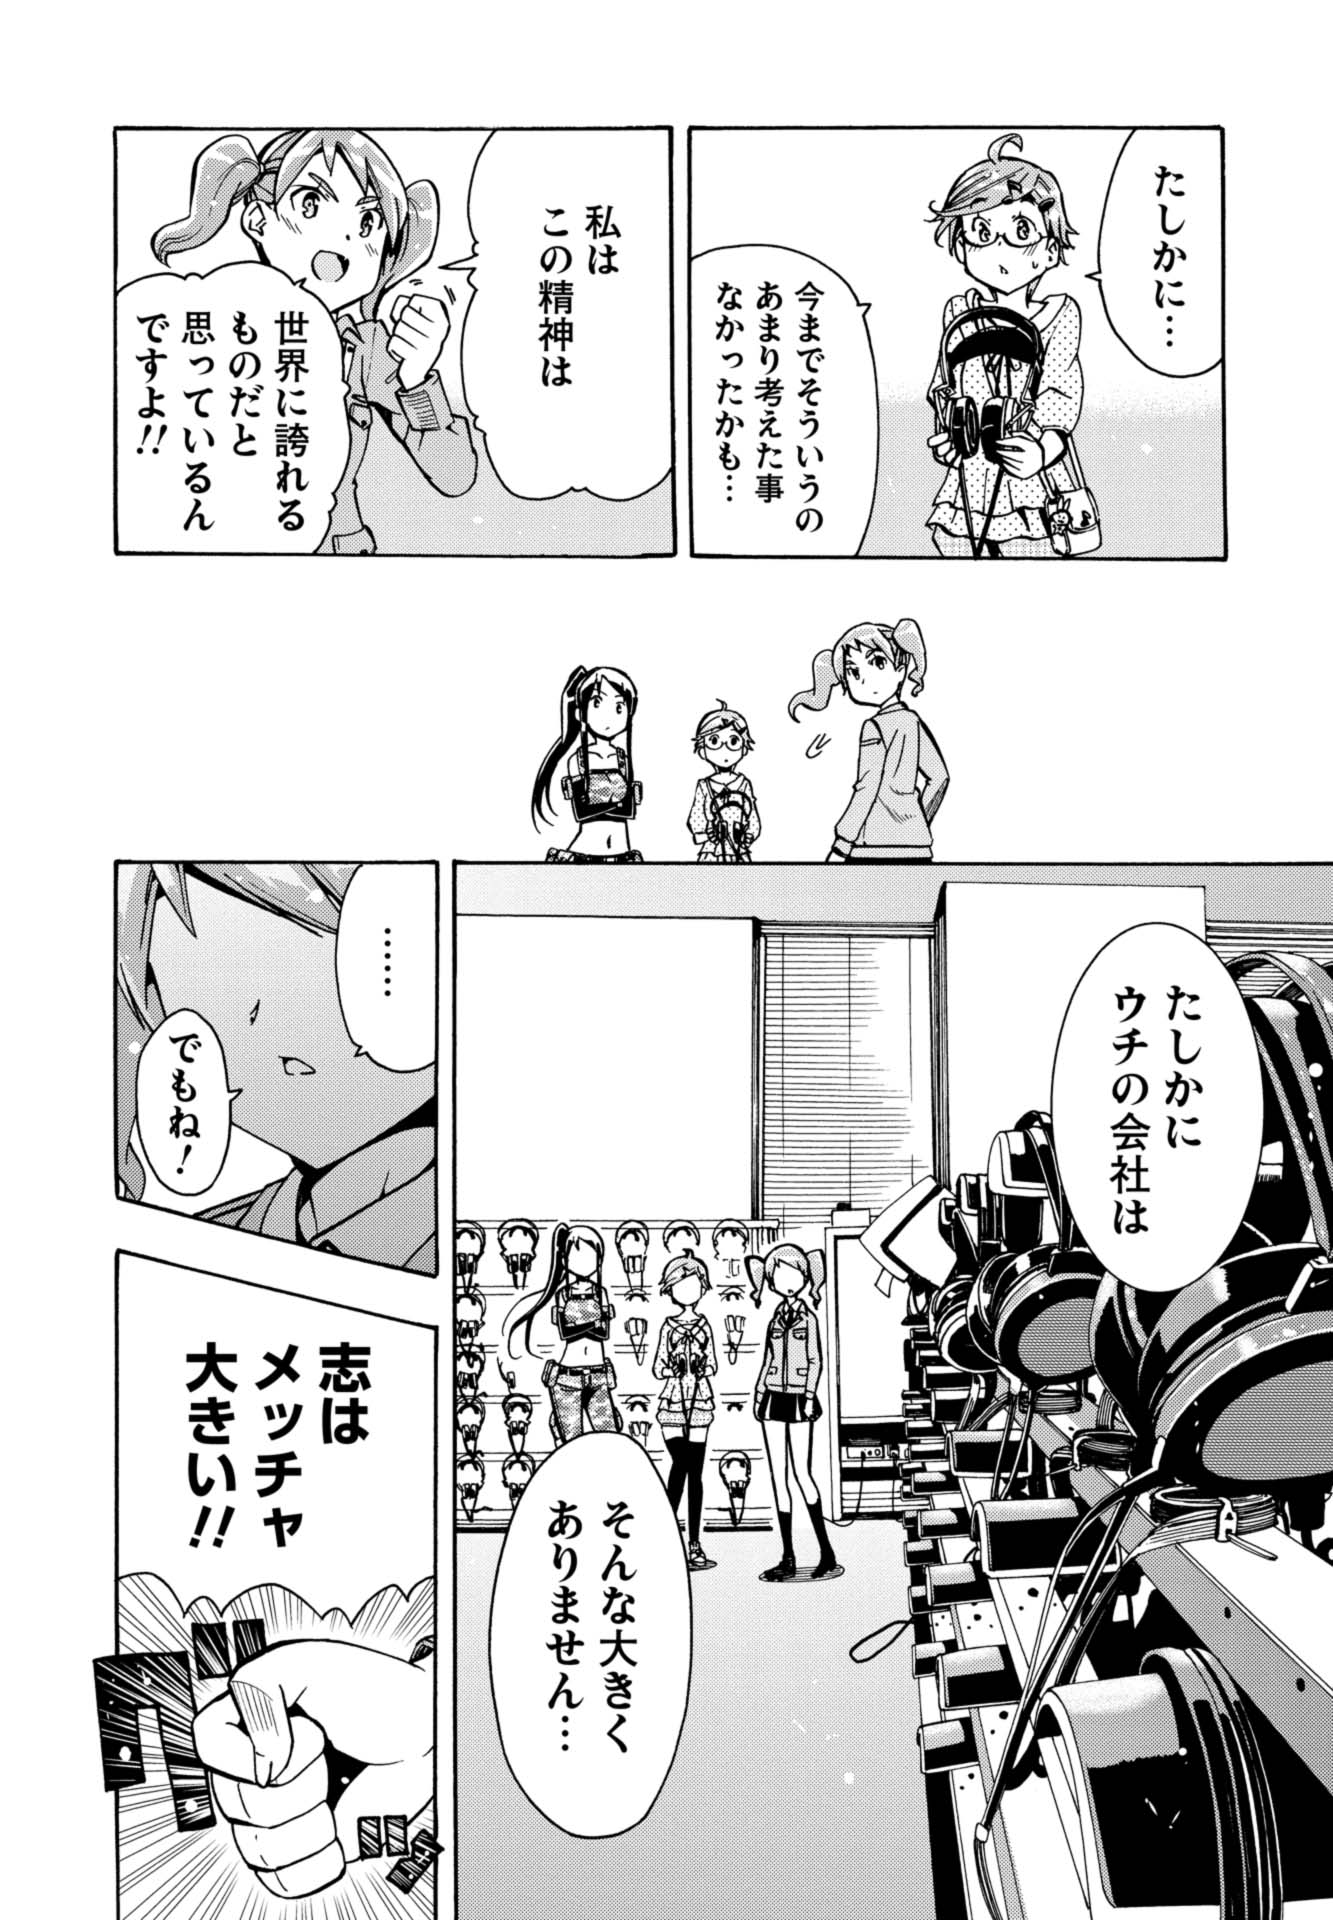 たしかに…
今までそういうの
あまり考えた事
なかったかも…
私は
この精神は
世界に誇れる
ものだと
思っているん
ですよ!!
たしかに
ウチの会社は
そんな大きく
ありません…
……
でもね!
志は
メッチャ
大きい!!